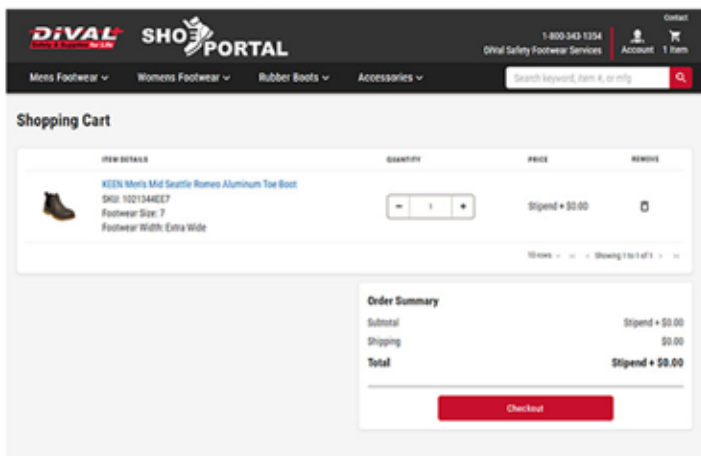 Contact
DiVAL
Safety & Supplies for Life
SHOE PORTAL
1-800-343-1354
DiVal Safety Footwear Services
Account
1 Item
Mens Footwear
Womens Footwear
Rubber Boots
Accessories
Search keyword, item #, or mfg
Shopping Cart
ITEM DETAILS QUANTITY PRICE REMOVE
KEEN Men's Mid Seattle Romeo Aluminum Toe Boot
SKU: 1021344EE7
Footwear Size: 7
Footwear Width: Extra Wide
- 1 +
Stipend + $0.00
10 rows Showing 1 to 1 of 1
Order Summary
Subtotal Stipend + $0.00
Shipping $0.00
Total Stipend + $0.00
Checkout